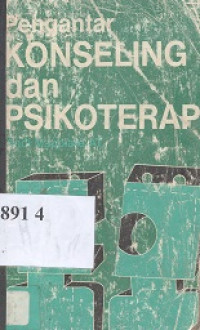 Pengantar
KONSELING
dan
PSIKOTERAP
891 4